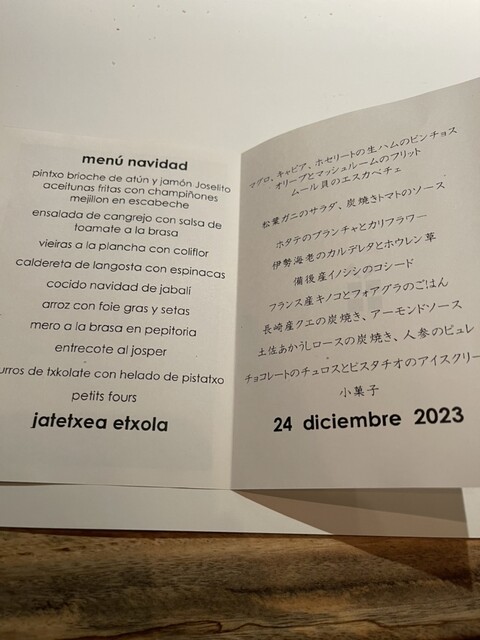 menú navidad
pintxo brioche de atún y jamón Joselito
aceitunas fritas con champiñones
mejillon en escabeche
ensalada de cangrejo con salsa de
toamate a la brasa
vieiras a la plancha con coliflor
caldereta de langosta con espinacas
cocido navidad de jabalí
arroz con foie gras y setas
mero a la brasa en pepitoria
entrecote al josper
urros de txkolate con helado de pistatxo
petits fours
jatetxea etxola
マグロ、キャビア、ホセリートの生ハムのピンチョス
オリーブとマッシュルームのフリット
ムール貝のエスカベチェ
松葉ガニのサラダ、炭焼きトマトのソース
ホタテのプランチャとカリフラワー
伊勢海老のカルデレタとホウレン草
備後産イノシシのコシード
フランス産キノコとフォアグラのごはん
長崎産クエの炭焼き、アーモンドソース
土佐あかうしロースの炭焼き、人参のピュレ
チョコレートのチュロスとピスタチオのアイスクリー
小菓子
24 diciembre 2023